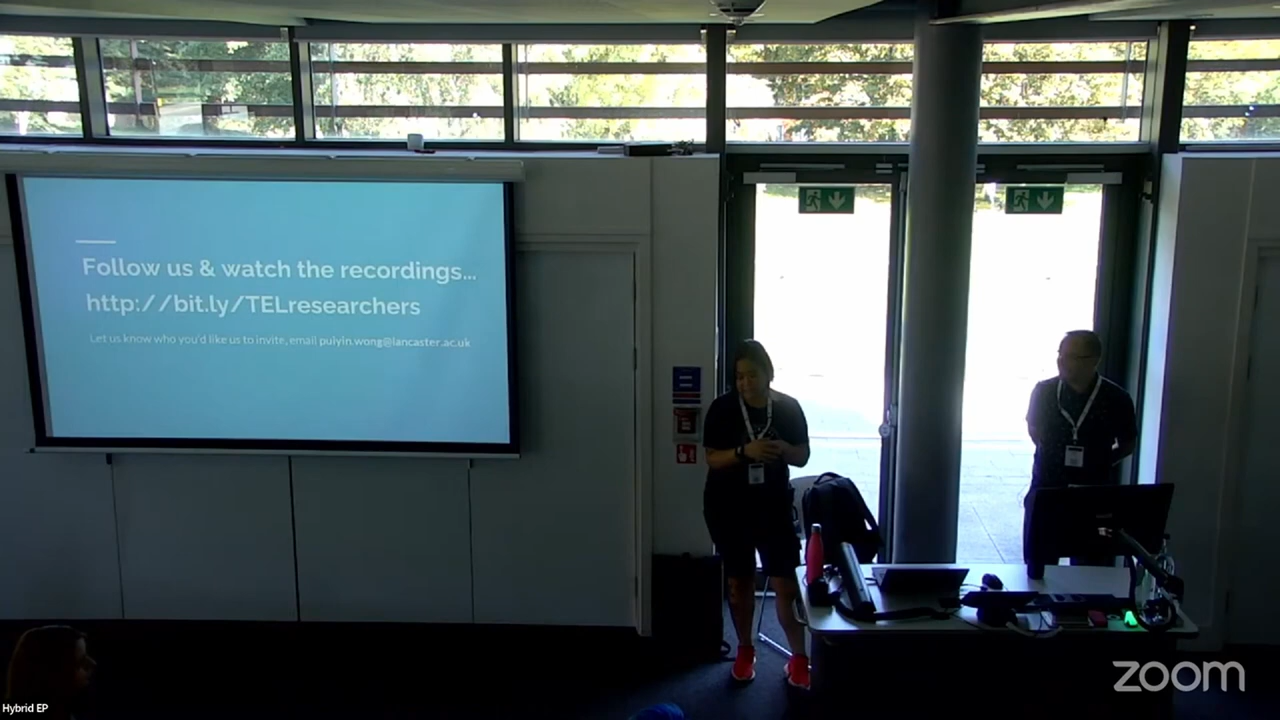 Follow us & watch the recordings...
http://bit.ly/TELresearchers
Let us know who you'd like us to invite, email puiyin.wong@lancaster.ac.uk
zoom
Hybrid EP